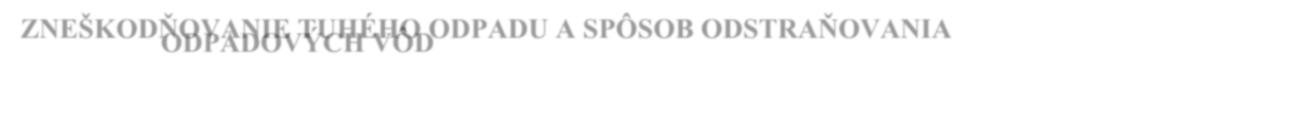 ZNEŠKODŇOVANIE TUHÉHO ODPADU A SPÔSOB ODSTRAŇOVANIA
ODPADOVÝCH VÔD